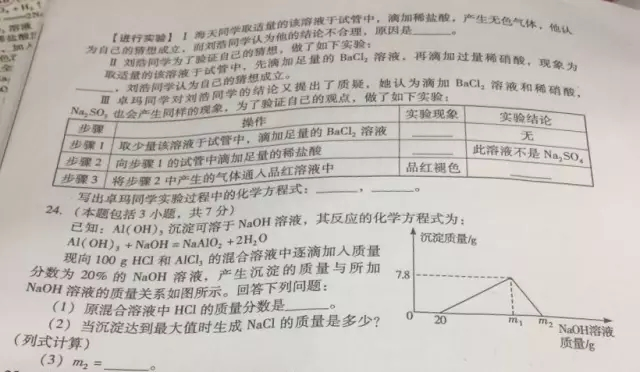 【进行实验】Ⅰ 海天同学取适量的该溶液于试管中，滴加稀盐酸，产生无色气体，他认
为自己的猜想成立，而刘浩同学认为他的结论不合理，原因是____。
Ⅱ 刘浩同学为了验证自己的猜想，做了如下实验：
取适量的该溶液于试管中，先滴加足量的 BaCl₂ 溶液，再滴加过量稀硝酸，现象为
____，刘浩同学认为自己的猜想成立。
Ⅲ 卓玛同学对刘浩同学的结论又提出了质疑，她认为滴加 BaCl₂ 溶液和稀硝酸，
Na₂SO₃ 也会产生同样的现象，为了验证自己的观点，做了如下实验：
步骤 操作 实验现象 实验结论
步骤 1 取少量该溶液于试管中，滴加足量的 BaCl₂ 溶液 ____ 无
步骤 2 向步骤 1 的试管中滴加足量的稀盐酸 ____ 此溶液不是 Na₂SO₄
步骤 3 将步骤 2 中产生的气体通入品红溶液中 品红褪色 ____
写出卓玛同学实验过程中的化学方程式：____，____。
24.（本题包括 3 小题，共 7 分）
已知：Al(OH)₃ 沉淀可溶于 NaOH 溶液，其反应的化学方程式为：
Al(OH)₃ + NaOH = NaAlO₂ + 2H₂O
现向 100 g HCl 和 AlCl₃ 的混合溶液中逐滴加入质量
分数为 20% 的 NaOH 溶液，产生沉淀的质量与所加
NaOH 溶液的质量关系如图所示。回答下列问题：
（1）原混合溶液中 HCl 的质量分数是____。
（2）当沉淀达到最大值时生成 NaCl 的质量是多少？
（列式计算）
（3）m₂ = ____。
沉淀质量/g
7.8
0 20 m₁ m₂ NaOH溶液
质量/g